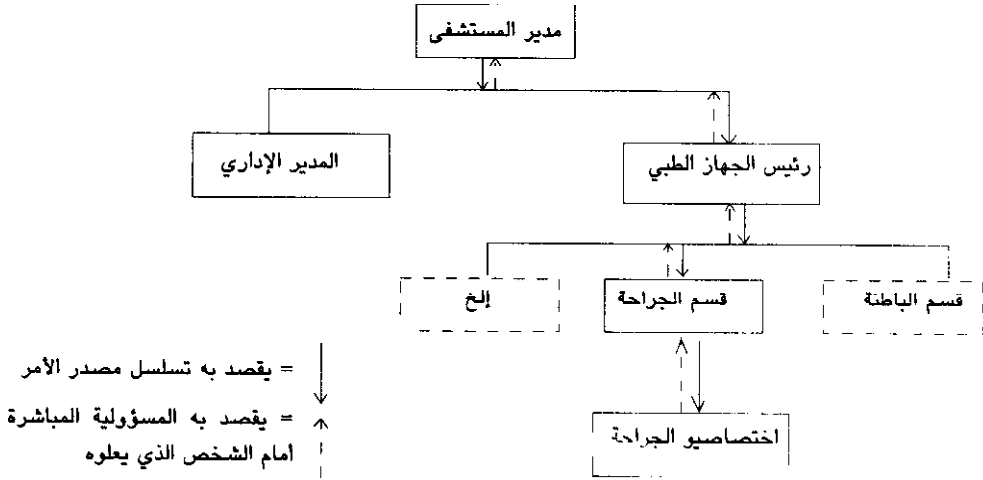 مدير المستشفى
رئيس الجهاز الطبي
المدير الإداري
قسم الباطنة
قسم الجراحة
إلخ
اختصاصيو الجراحة
= يقصد به تسلسل مصدر الأمر
= يقصد به المسؤولية المباشرة
أمام الشخص الذي يعلوه